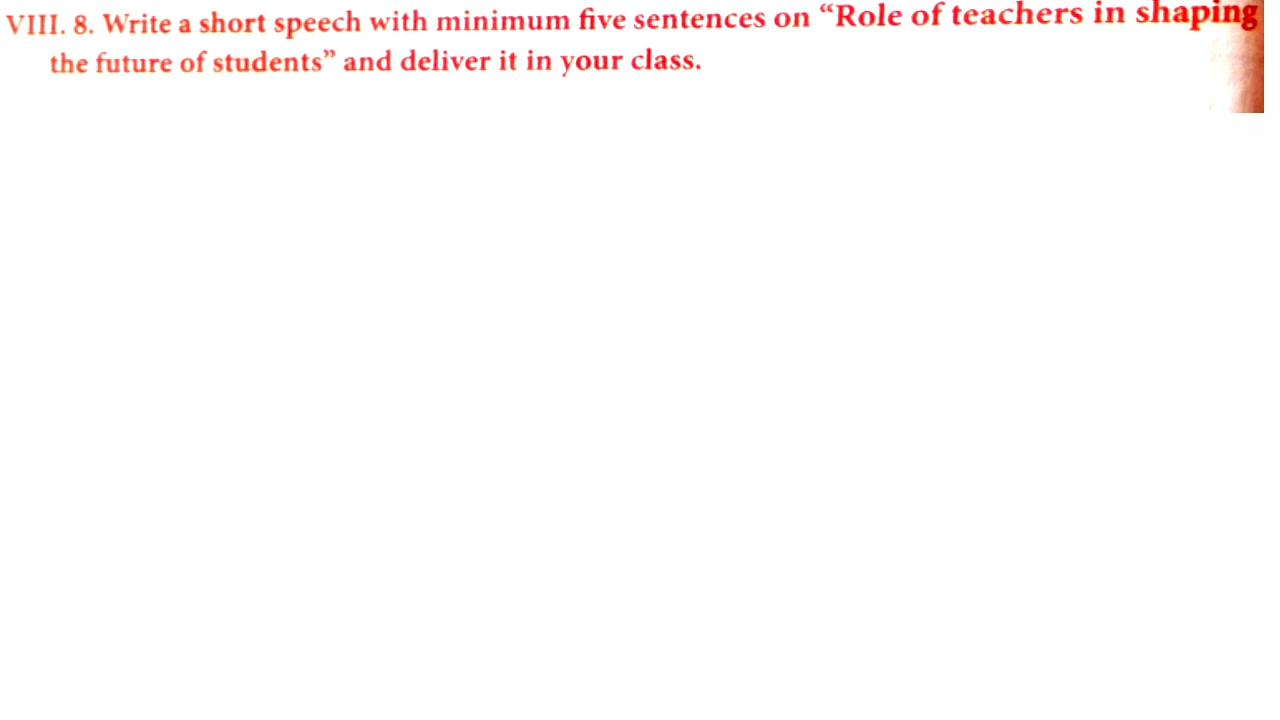 VIII. 8. Write a short speech with minimum five sentences on “Role of teachers in shaping
the future of students” and deliver it in your class.